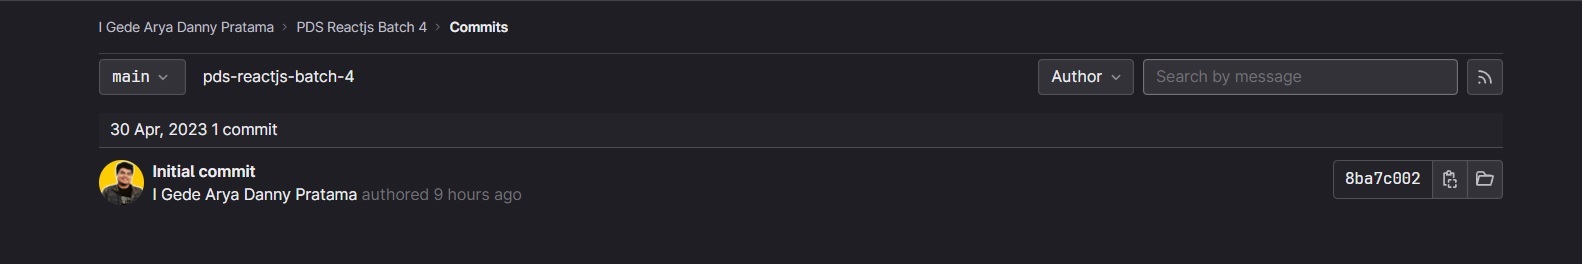 I Gede Arya Danny Pratama › PDS Reactjs Batch 4 › Commits
main pds-reactjs-batch-4 Author Search by message
30 Apr, 2023 1 commit
Initial commit
I Gede Arya Danny Pratama authored 9 hours ago
8ba7c002